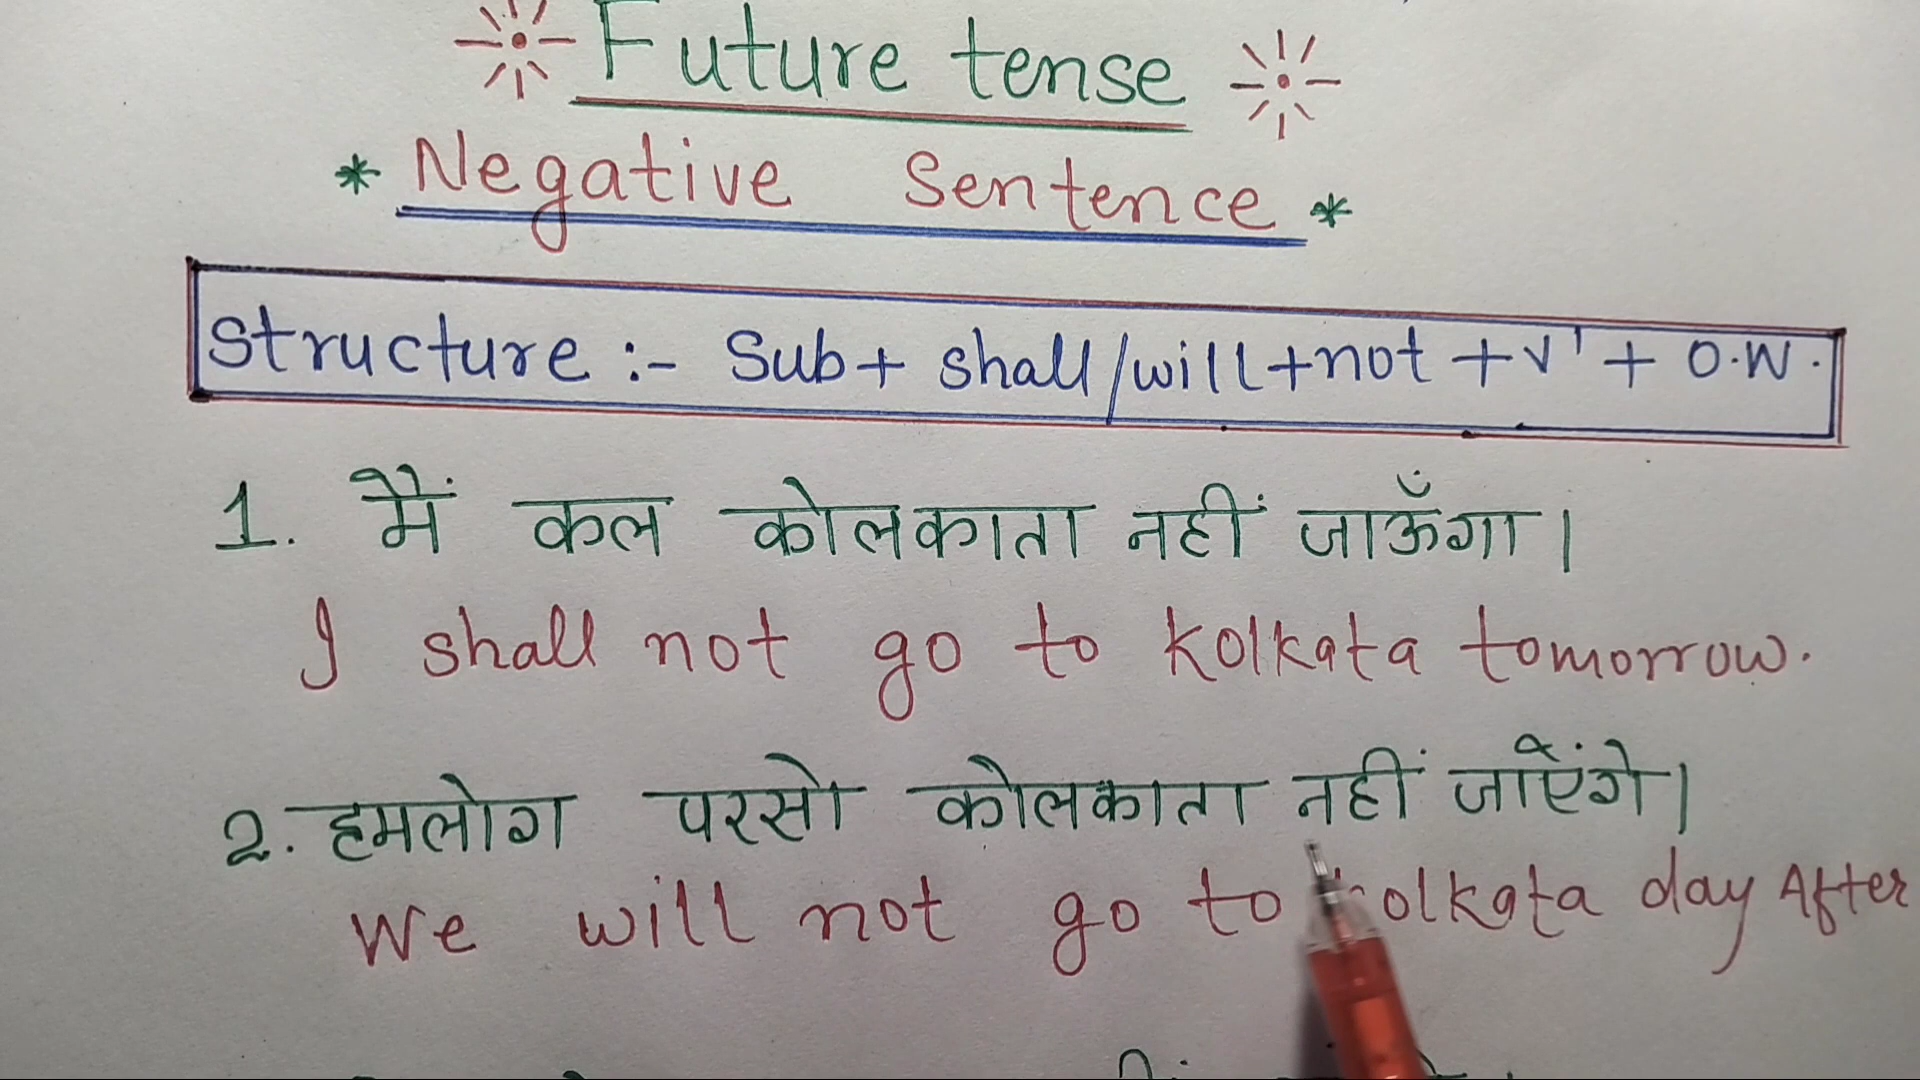 Future tense
* Negative Sentence *
Structure :- Sub + shall/will + not + V¹ + O.W.
1. मैं कल कोलकाता नहीं जाऊँगा।
I shall not go to Kolkata tomorrow.
2. हमलोग परसो कोलकाता नहीं जाऐंगे।
We will not go to Kolkata day After